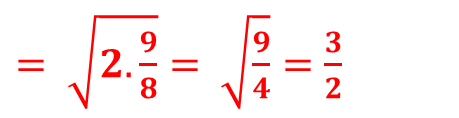 = √(2.9/8) = √(9/4) = 3/2